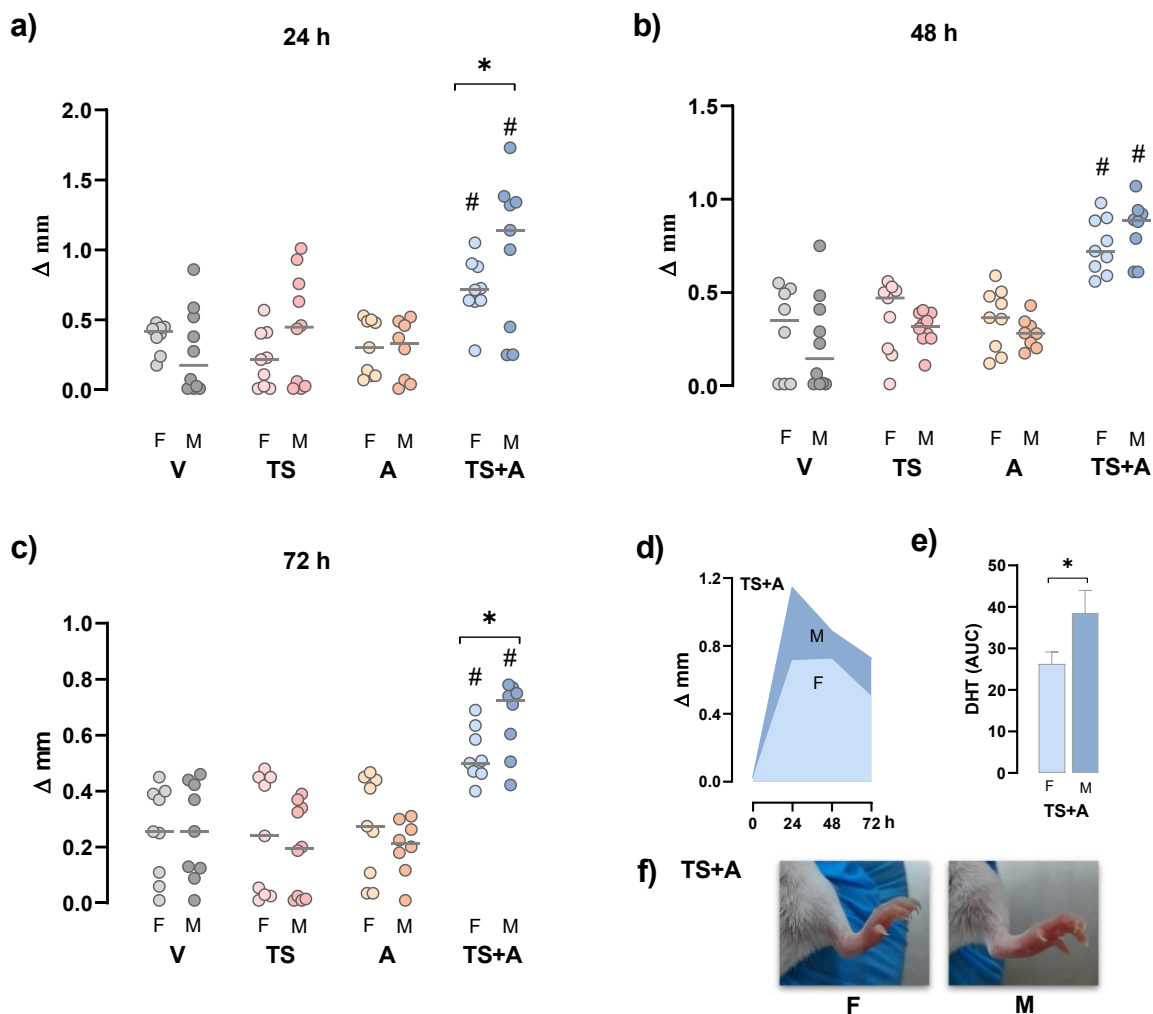 a)
24 h
*
#
#
Δ mm
2.0
1.5
1.0
0.5
0.0
F M F M F M F M
V TS A TS+A
b)
48 h
#
#
Δ mm
1.5
1.0
0.5
0.0
F M F M F M F M
V TS A TS+A
c)
72 h
*
#
#
Δ mm
1.0
0.8
0.6
0.4
0.2
0.0
F M F M F M F M
V TS A TS+A
d)
TS+A
Δ mm
1.2
0.8
0.4
0.0
M
F
0 24 48 72 h
e)
*
DHT (AUC)
50
40
30
20
10
0
F M
TS+A
f) TS+A
F M